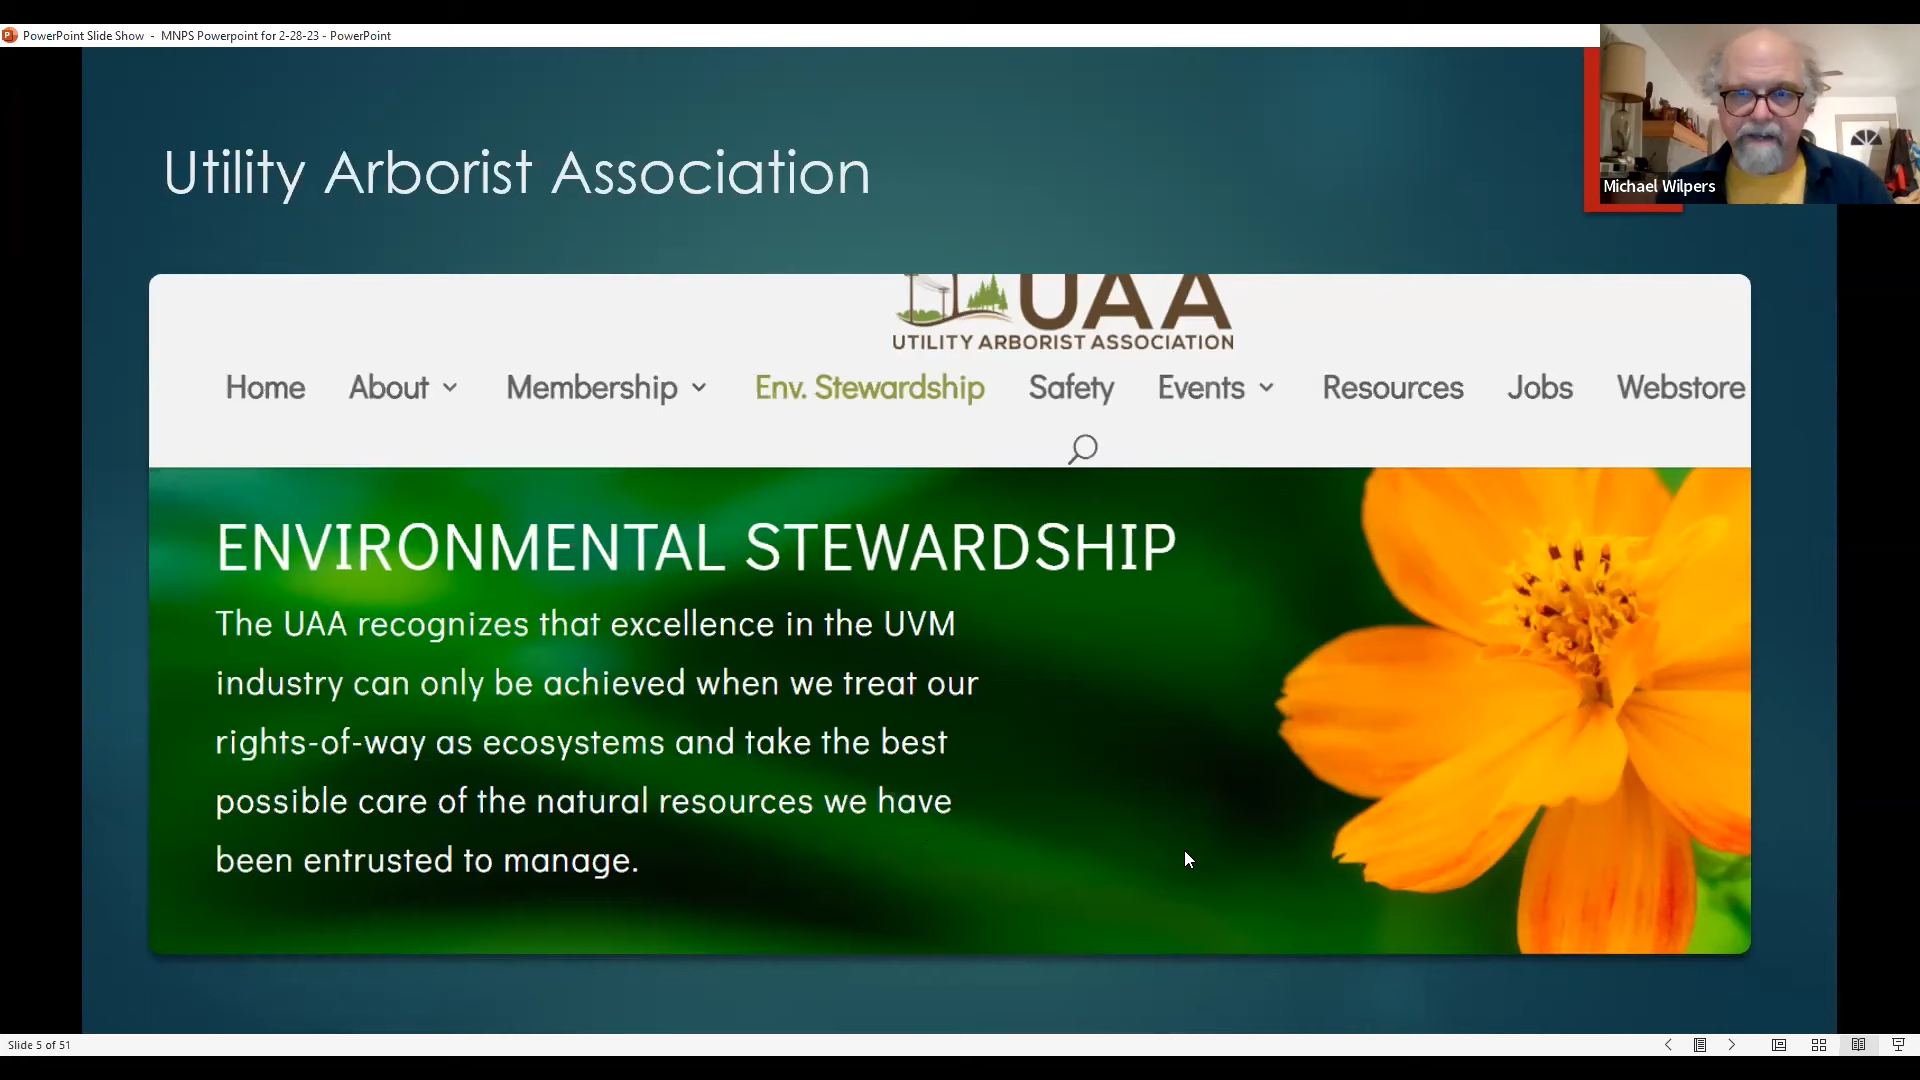 PowerPoint Slide Show - MNPS Powerpoint for 2-28-23 - PowerPoint
Michael Wilpers
Utility Arborist Association
UAA
UTILITY ARBORIST ASSOCIATION
Home About Membership Env. Stewardship Safety Events Resources Jobs Webstore
ENVIRONMENTAL STEWARDSHIP
The UAA recognizes that excellence in the UVM
industry can only be achieved when we treat our
rights-of-way as ecosystems and take the best
possible care of the natural resources we have
been entrusted to manage.
Slide 5 of 51